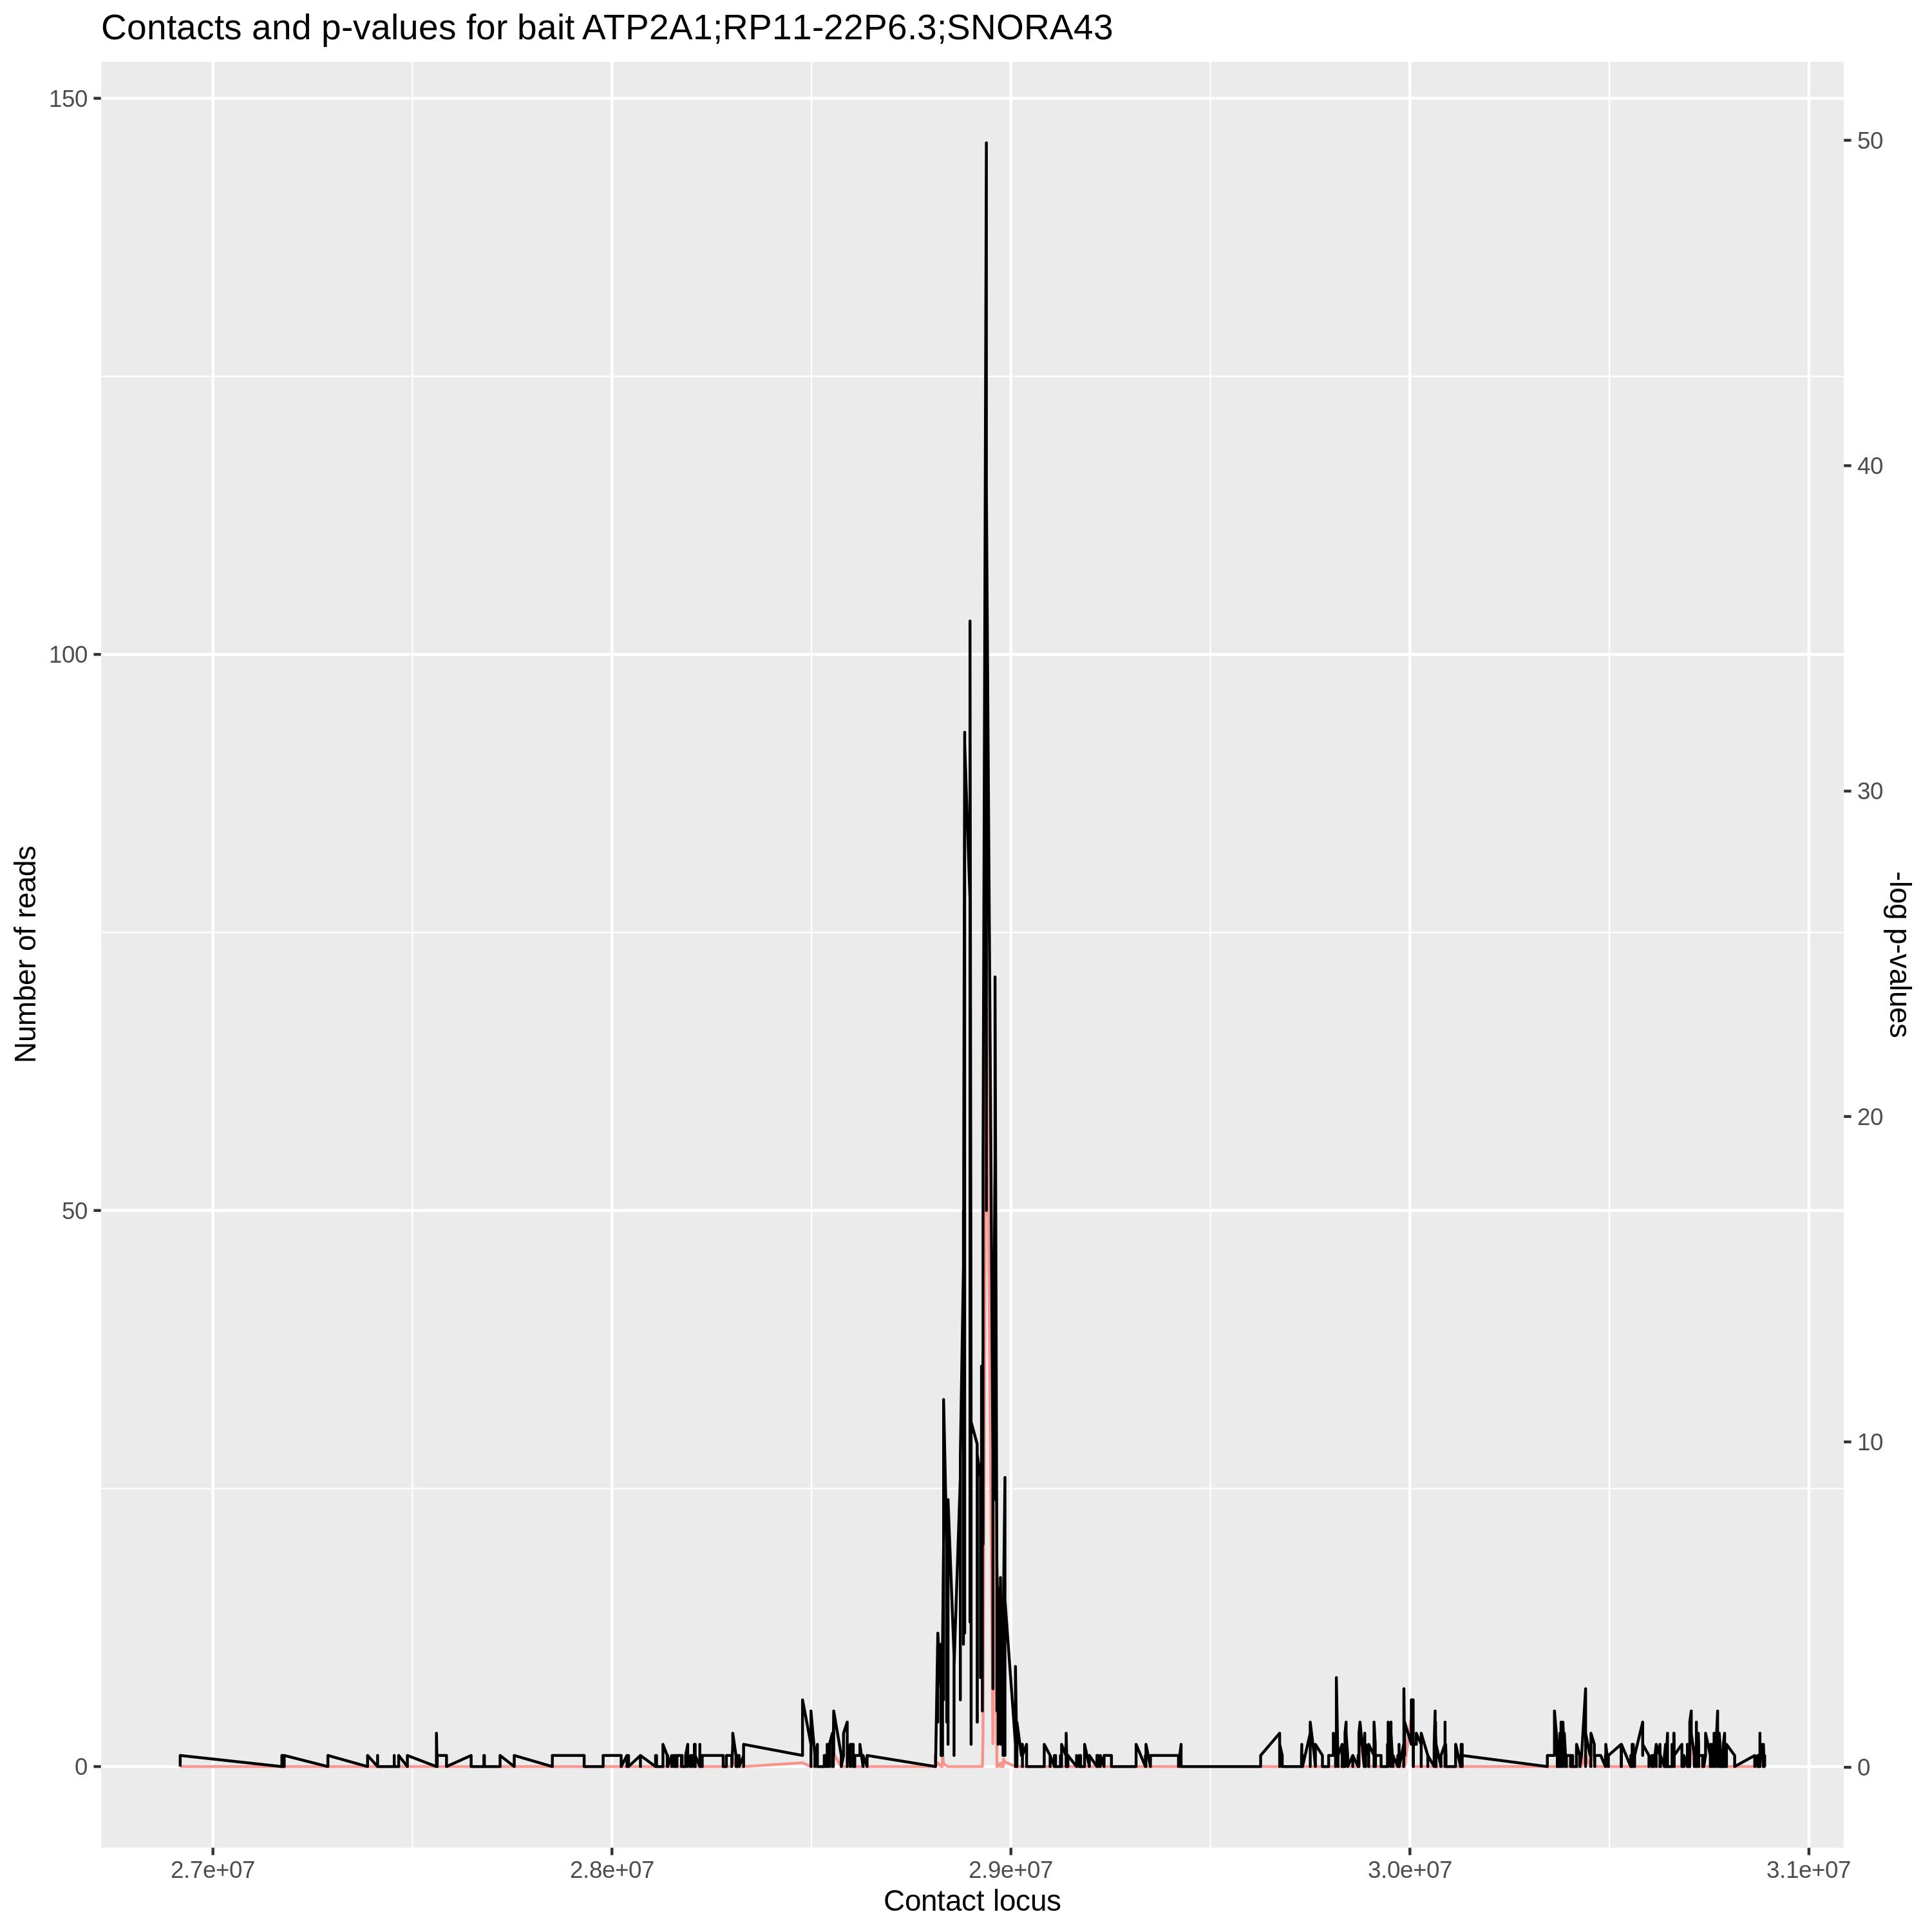 Contacts and p-values for bait ATP2A1;RP11-22P6.3;SNORA43
150
100
50
0
Number of reads
50
40
30
20
10
0
-log p-values
2.7e+07
2.8e+07
2.9e+07
3.0e+07
3.1e+07
Contact locus